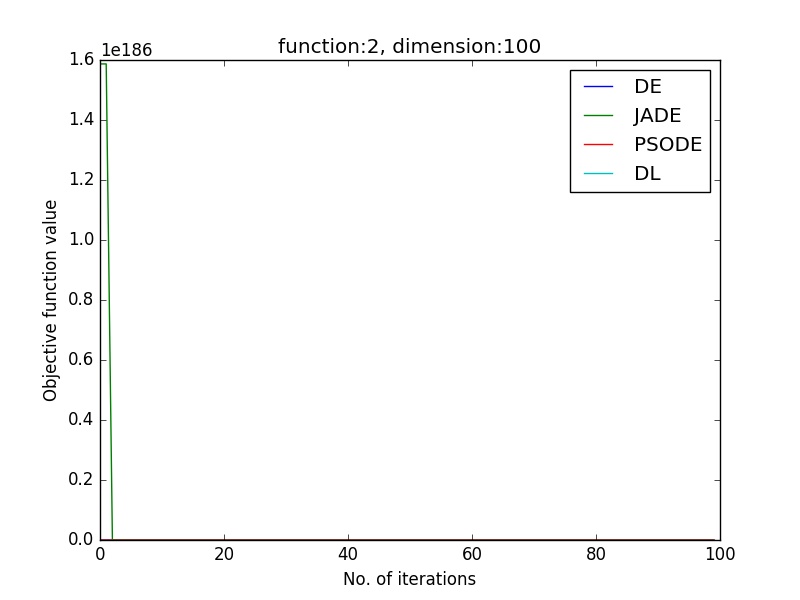 function:2, dimension:100
1e186
1.6
1.4
1.2
1.0
0.8
0.6
0.4
0.2
0.0
Objective function value
DE
JADE
PSODE
DL
0 20 40 60 80 100
No. of iterations